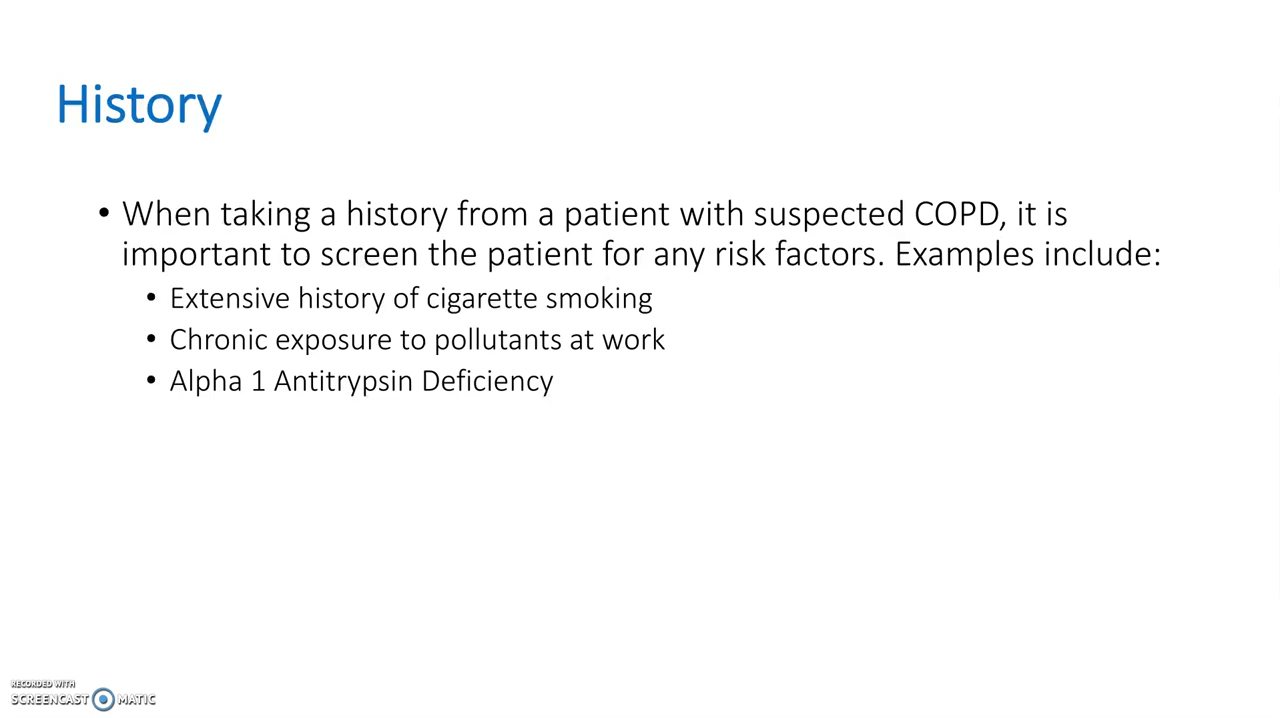 History
• When taking a history from a patient with suspected COPD, it is
important to screen the patient for any risk factors. Examples include:
• Extensive history of cigarette smoking
• Chronic exposure to pollutants at work
• Alpha 1 Antitrypsin Deficiency
RECORDED WITH
SCREENCAST MATIC